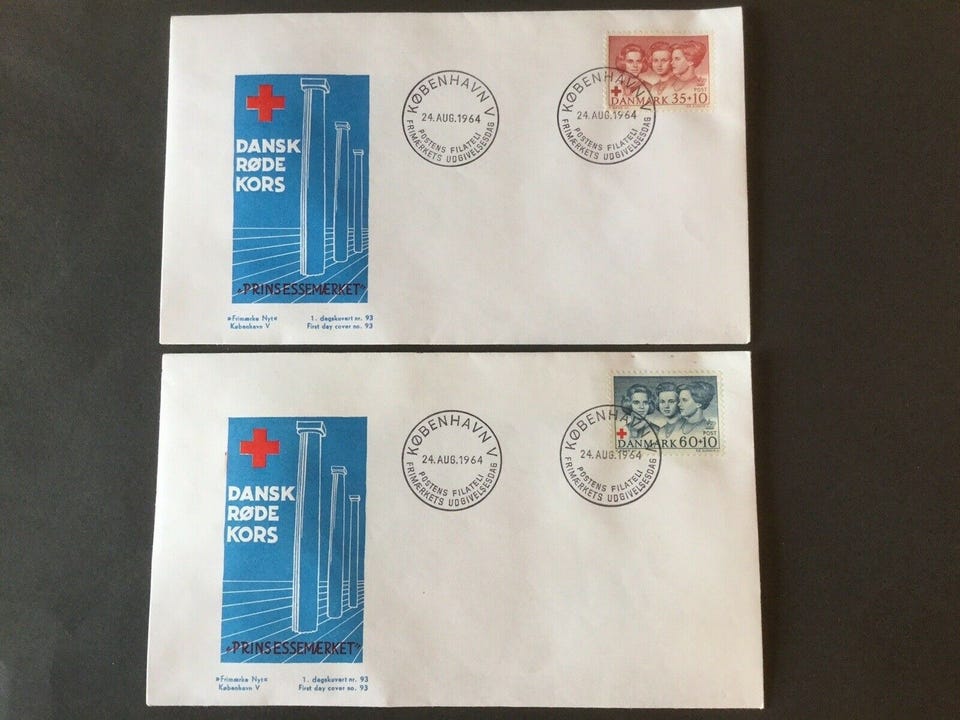 DANSK
RØDE
KORS
»PRINSESSEMÆRKET«
»Frimærke Nyt«
København V
1. dagskuvert nr. 93
First day cover no. 93
KØBENHAVN V
24. AUG. 1964
POSTENS FILATELI
FRIMÆRKETS UDGIVELSESDAG
KØBENHAVN V
24. AUG. 1964
POSTENS FILATELI
FRIMÆRKETS UDGIVELSESDAG
POST
DANMARK 35+10
DANSK
RØDE
KORS
»PRINSESSEMÆRKET«
»Frimærke Nyt«
København V
1. dagskuvert nr. 93
First day cover no. 93
KØBENHAVN V
24. AUG. 1964
POSTENS FILATELI
FRIMÆRKETS UDGIVELSESDAG
KØBENHAVN V
24. AUG. 1964
POSTENS FILATELI
FRIMÆRKETS UDGIVELSESDAG
POST
DANMARK 60+10